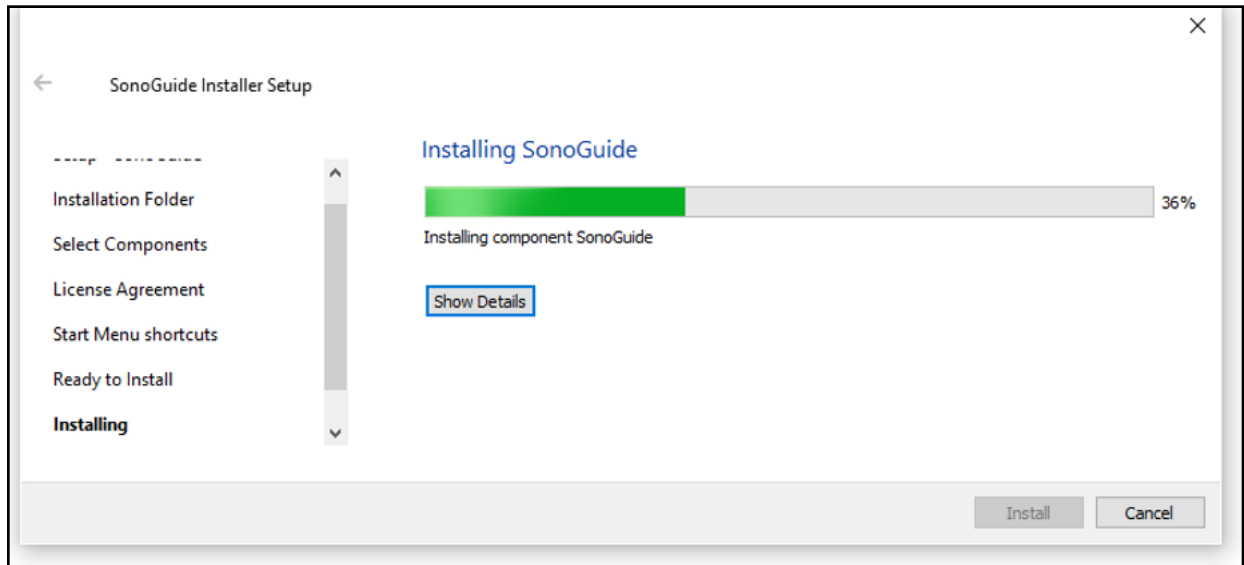 SonoGuide Installer Setup
Installation Folder
Select Components
License Agreement
Start Menu shortcuts
Ready to Install
Installing
Installing SonoGuide
36%
Installing component SonoGuide
Show Details
Install
Cancel